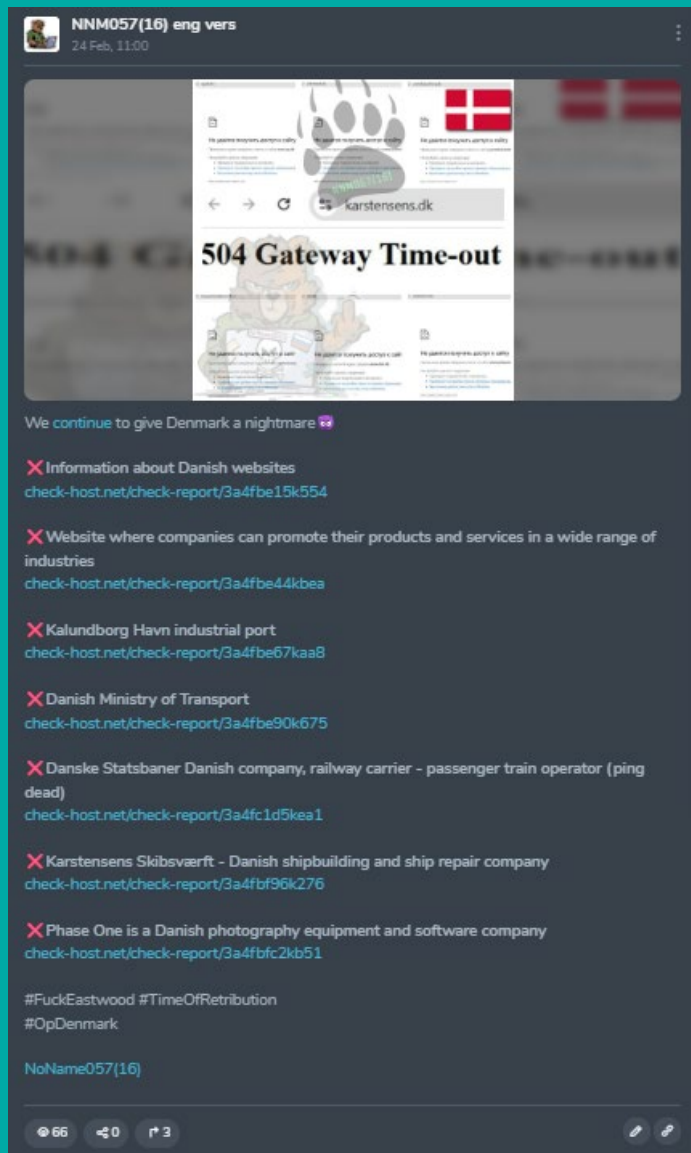 NNM057(16) eng vers
24 Feb, 11:00
NNM057(16)
karstensens.dk
504 Gateway Time-out
We continue to give Denmark a nightmare😈
❌Information about Danish websites
check-host.net/check-report/3a4fbe15k554
❌Website where companies can promote their products and services in a wide range of
industries
check-host.net/check-report/3a4fbe44kbea
❌Kalundborg Havn industrial port
check-host.net/check-report/3a4fbe67kaa8
❌Danish Ministry of Transport
check-host.net/check-report/3a4fbe90k675
❌Danske Statsbaner Danish company, railway carrier - passenger train operator (ping
dead)
check-host.net/check-report/3a4fc1d5kea1
❌Karstensens Skibsværft - Danish shipbuilding and ship repair company
check-host.net/check-report/3a4fbf96k276
❌Phase One is a Danish photography equipment and software company
check-host.net/check-report/3a4fbfc2kb51
#FuckEastwood #TimeOfRetribution
#OpDenmark
NoName057(16)
66 0 3